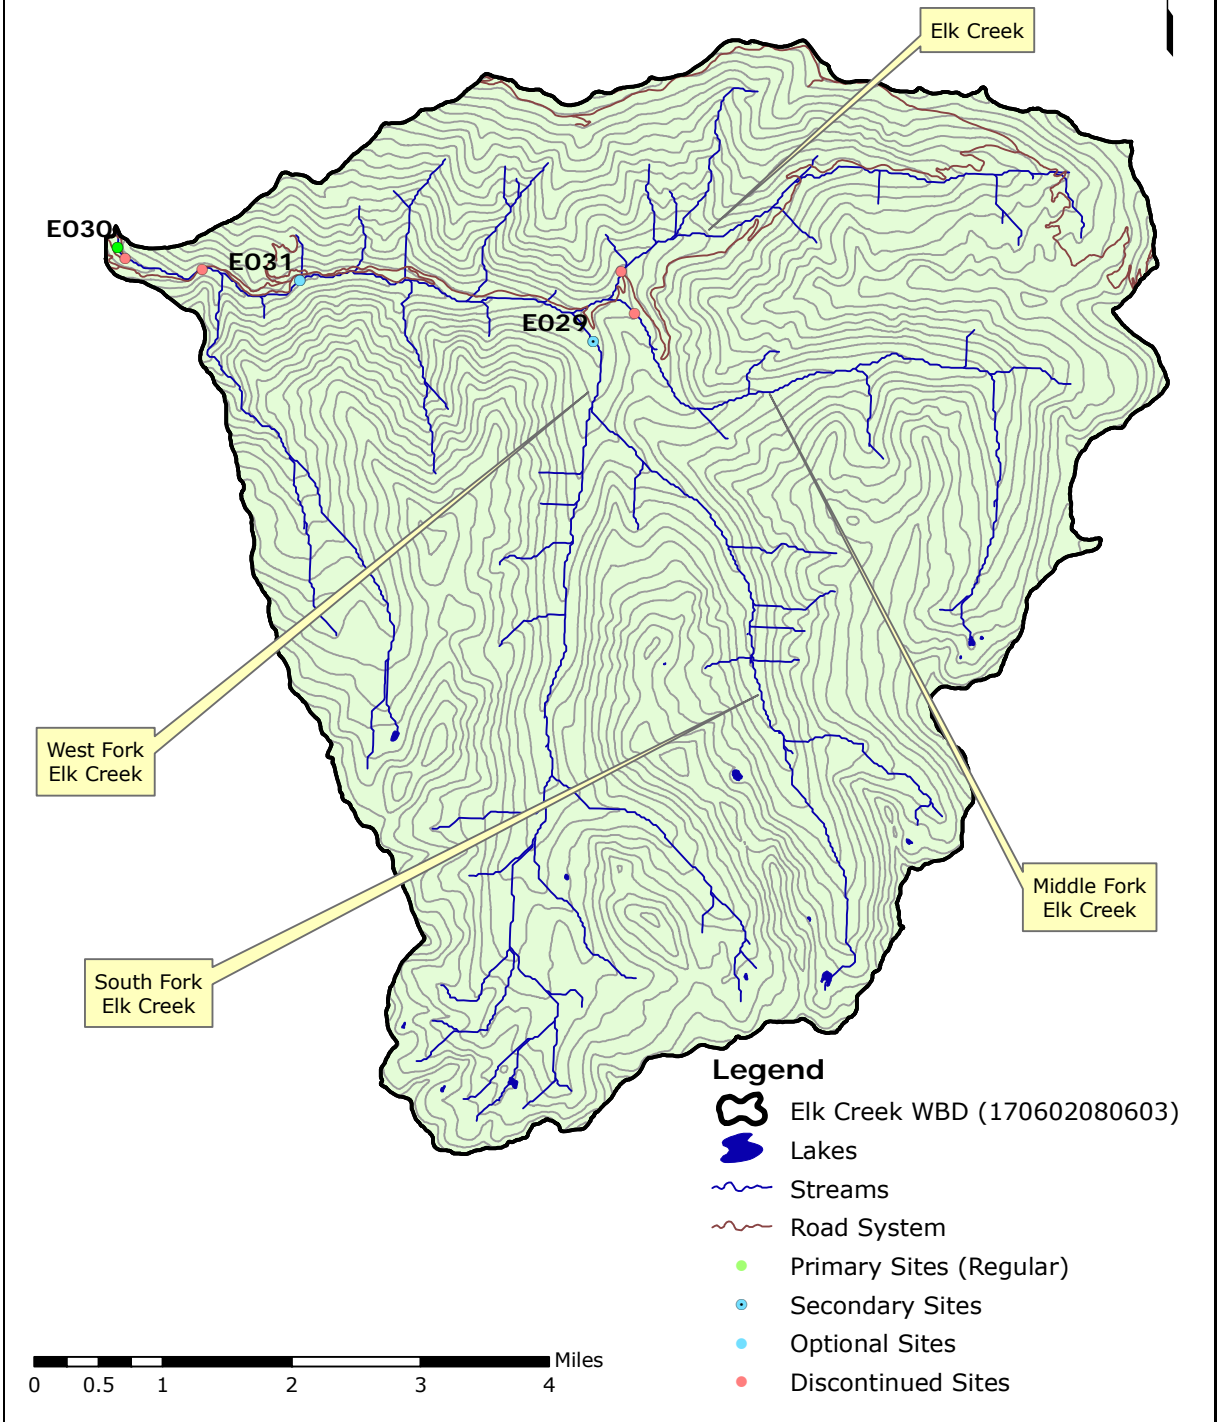 Elk Creek
E030
E031
E029
West Fork
Elk Creek
Middle Fork
Elk Creek
South Fork
Elk Creek
Legend
Elk Creek WBD (170602080603)
Lakes
Streams
Road System
Primary Sites (Regular)
Secondary Sites
Optional Sites
Discontinued Sites
Miles
0 0.5 1 2 3 4